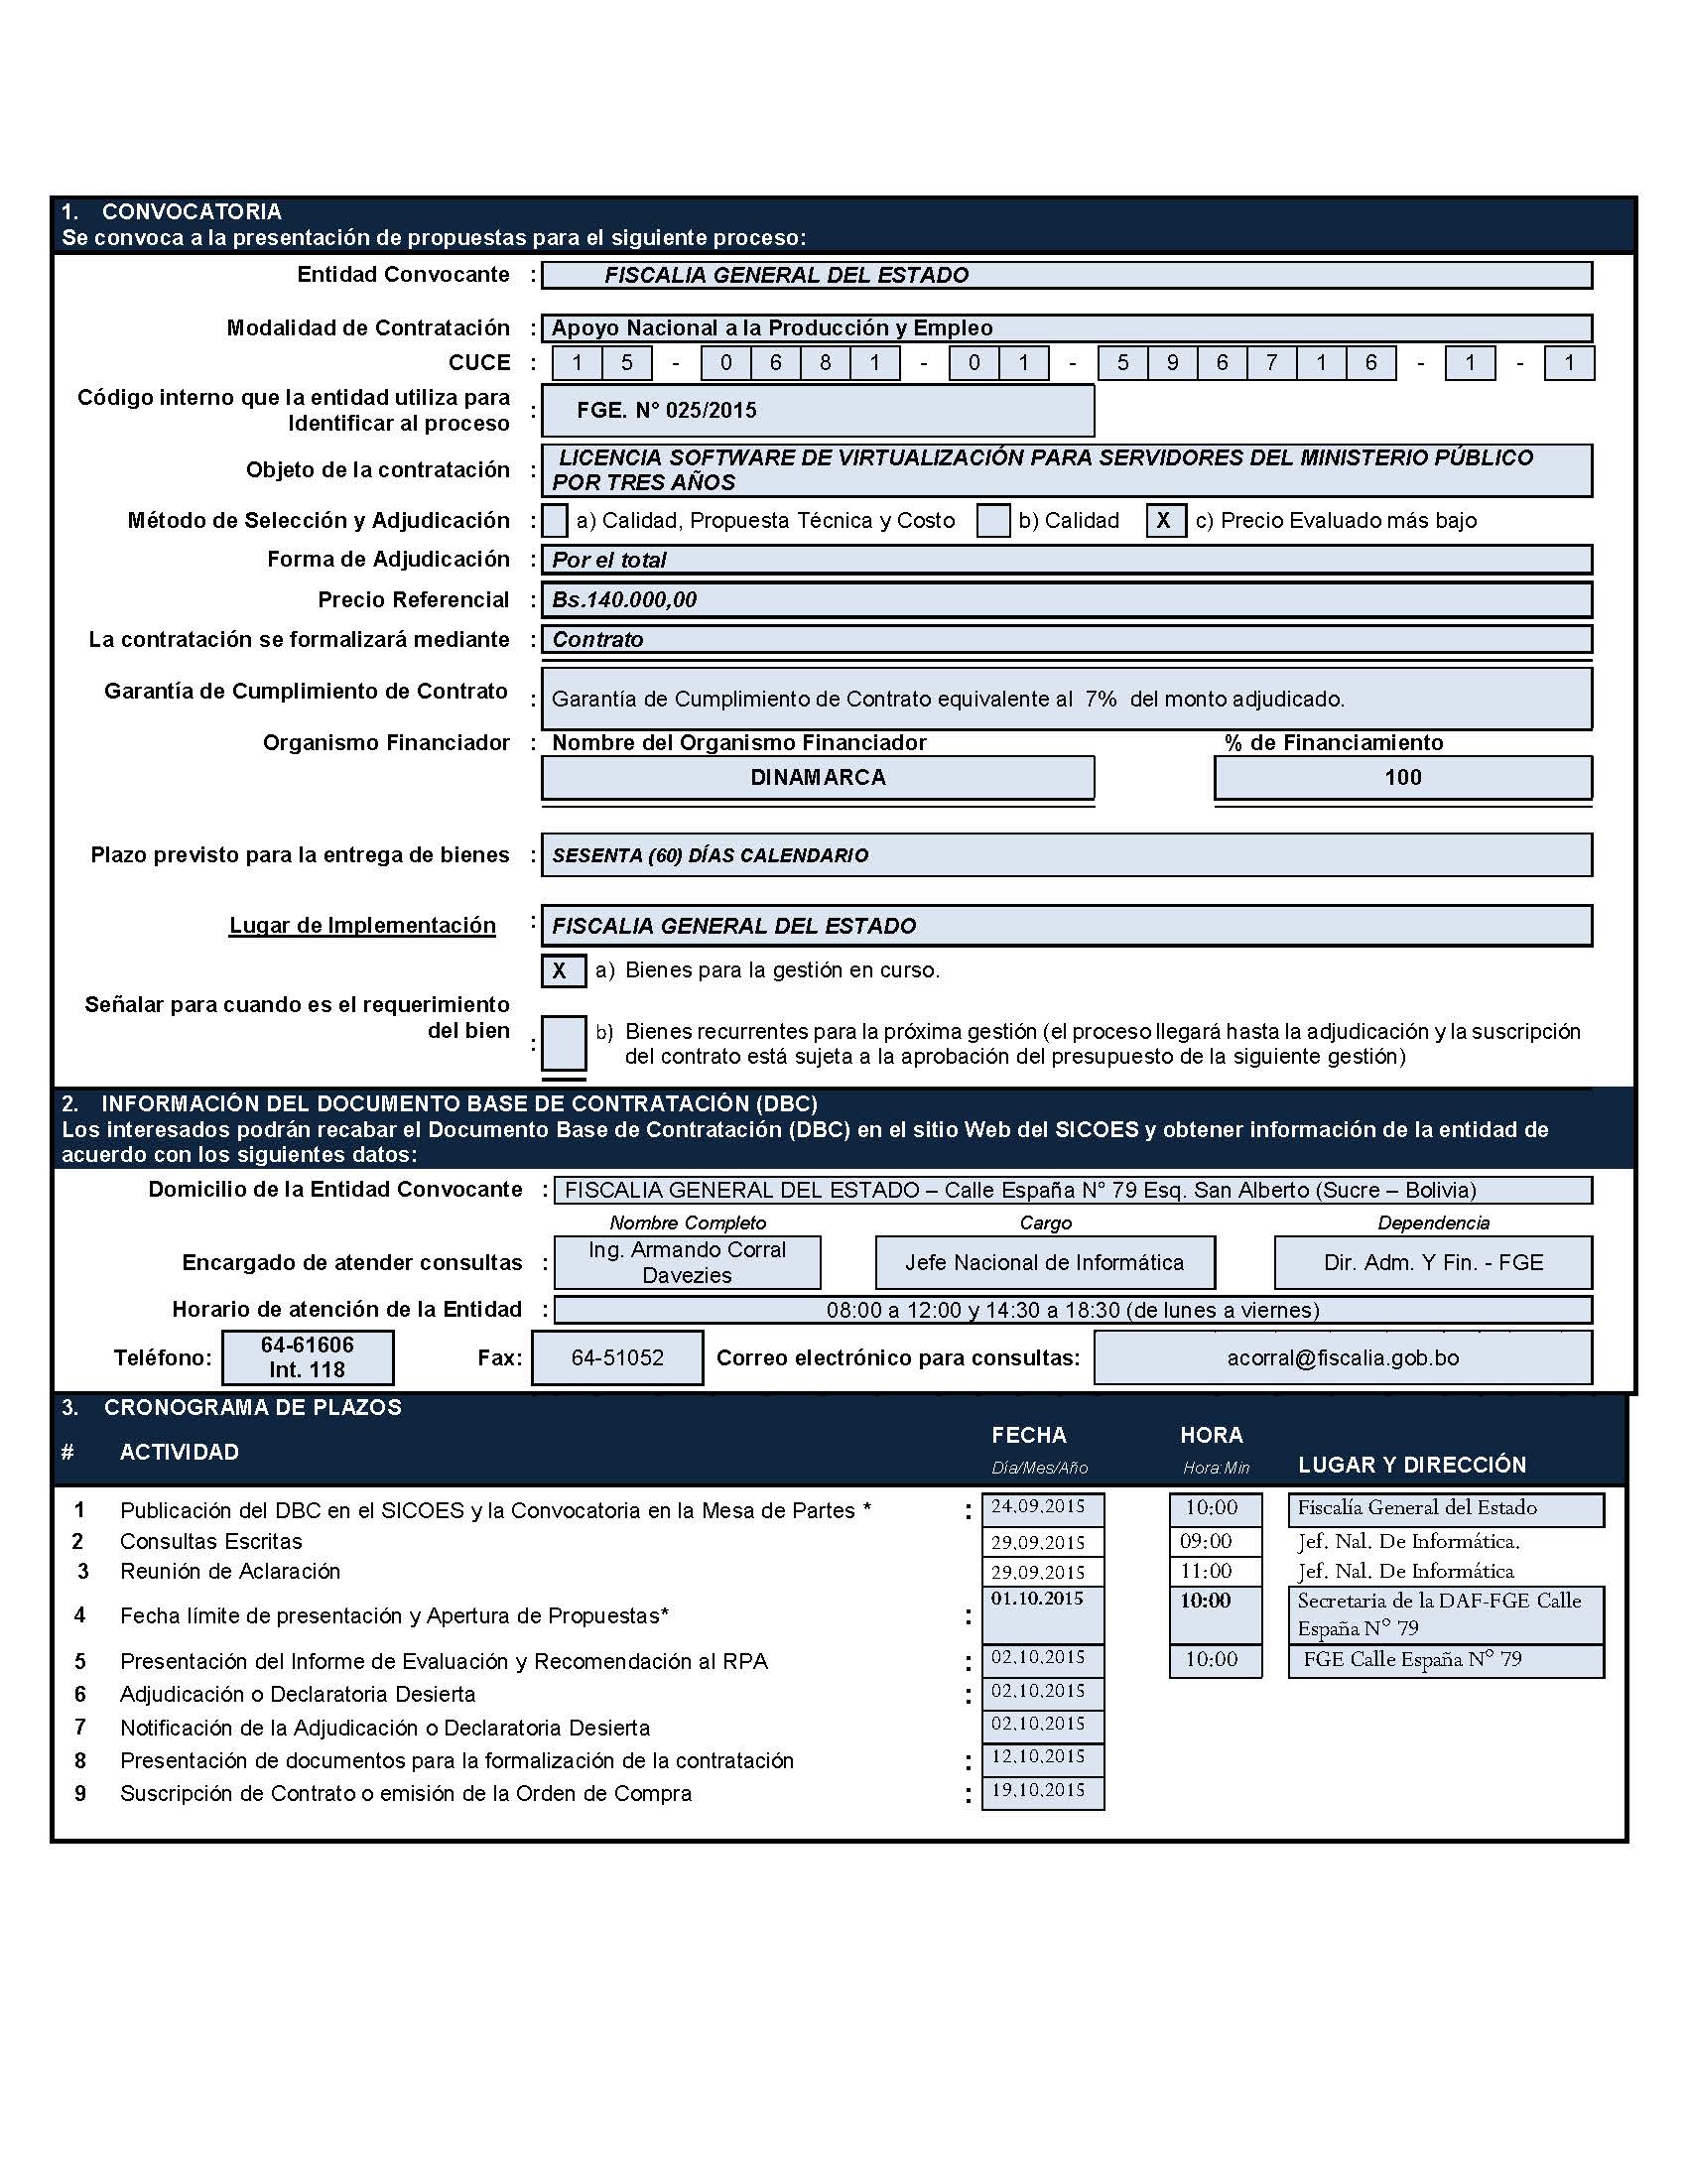 1. CONVOCATORIA
Se convoca a la presentación de propuestas para el siguiente proceso:
Entidad Convocante : FISCALIA GENERAL DEL ESTADO
Modalidad de Contratación : Apoyo Nacional a la Producción y Empleo
CUCE : 1 5 - 0 6 8 1 - 0 1 - 5 9 6 7 1 6 - 1 - 1
Código interno que la entidad utiliza para
Identificar al proceso : FGE. N° 025/2015
Objeto de la contratación : LICENCIA SOFTWARE DE VIRTUALIZACIÓN PARA SERVIDORES DEL MINISTERIO PÚBLICO
POR TRES AÑOS
Método de Selección y Adjudicación : a) Calidad, Propuesta Técnica y Costo b) Calidad X c) Precio Evaluado más bajo
Forma de Adjudicación : Por el total
Precio Referencial : Bs.140.000,00
La contratación se formalizará mediante : Contrato
Garantía de Cumplimiento de Contrato : Garantía de Cumplimiento de Contrato equivalente al 7% del monto adjudicado.
Organismo Financiador : Nombre del Organismo Financiador % de Financiamiento
DINAMARCA 100
Plazo previsto para la entrega de bienes : SESENTA (60) DÍAS CALENDARIO
Lugar de Implementación : FISCALIA GENERAL DEL ESTADO
X a) Bienes para la gestión en curso.
Señalar para cuando es el requerimiento
del bien :
b) Bienes recurrentes para la próxima gestión (el proceso llegará hasta la adjudicación y la suscripción
del contrato está sujeta a la aprobación del presupuesto de la siguiente gestión)
2. INFORMACIÓN DEL DOCUMENTO BASE DE CONTRATACIÓN (DBC)
Los interesados podrán recabar el Documento Base de Contratación (DBC) en el sitio Web del SICOES y obtener información de la entidad de
acuerdo con los siguientes datos:
Domicilio de la Entidad Convocante : FISCALIA GENERAL DEL ESTADO – Calle España N° 79 Esq. San Alberto (Sucre – Bolivia)
Nombre Completo Cargo Dependencia
Encargado de atender consultas : Ing. Armando Corral
Davezies Jefe Nacional de Informática Dir. Adm. Y Fin. - FGE
Horario de atención de la Entidad : 08:00 a 12:00 y 14:30 a 18:30 (de lunes a viernes)
Teléfono: 64-61606
Int. 118 Fax: 64-51052 Correo electrónico para consultas: acorral@fiscalia.gob.bo
3. CRONOGRAMA DE PLAZOS
# ACTIVIDAD FECHA HORA
Día/Mes/Año Hora:Min LUGAR Y DIRECCIÓN
1 Publicación del DBC en el SICOES y la Convocatoria en la Mesa de Partes * : 24.09.2015 10:00 Fiscalía General del Estado
2 Consultas Escritas 29.09.2015 09:00 Jef. Nal. De Informática.
3 Reunión de Aclaración 29.09.2015 11:00 Jef. Nal. De Informática
4 Fecha límite de presentación y Apertura de Propuestas* : 01.10.2015 10:00 Secretaria de la DAF-FGE Calle
España N° 79
5 Presentación del Informe de Evaluación y Recomendación al RPA : 02.10.2015 10:00 FGE Calle España N° 79
6 Adjudicación o Declaratoria Desierta : 02.10.2015
7 Notificación de la Adjudicación o Declaratoria Desierta 02.10.2015
8 Presentación de documentos para la formalización de la contratación : 12.10.2015
9 Suscripción de Contrato o emisión de la Orden de Compra : 19.10.2015